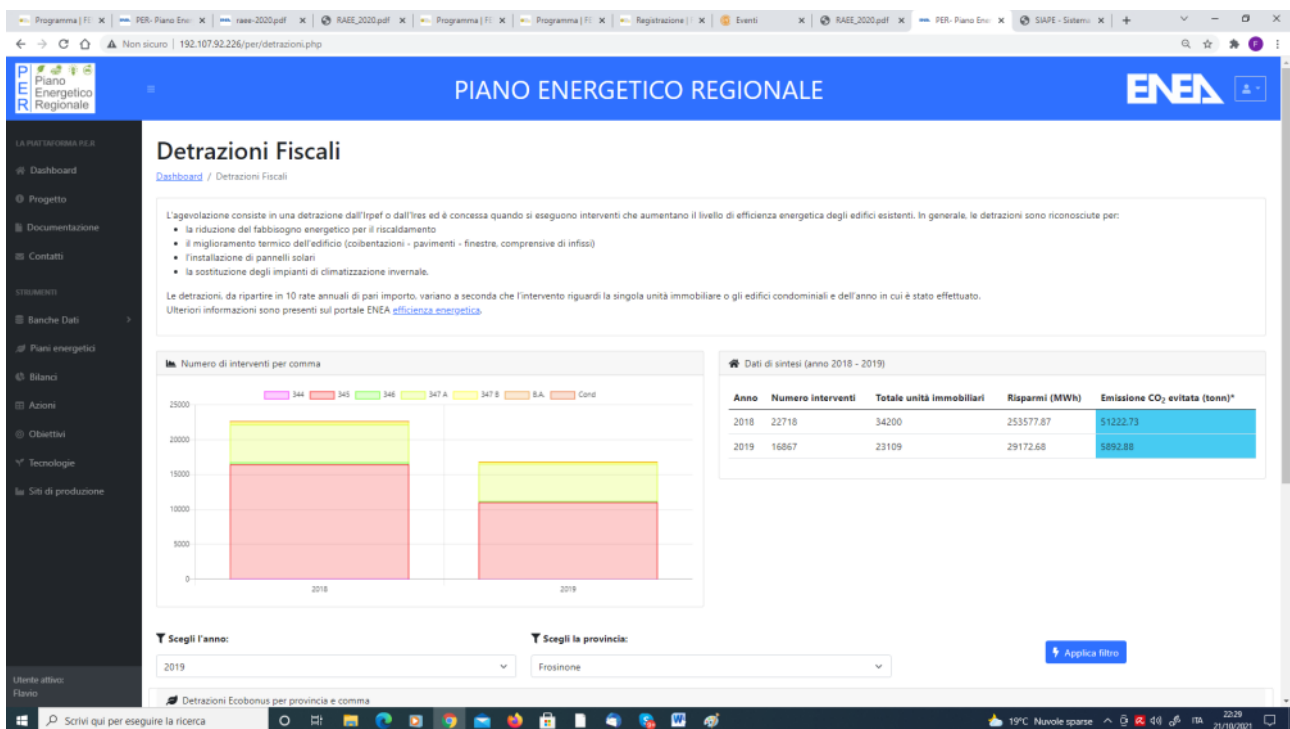 Programma | FE
PER- Piano Ener
raee-2020.pdf
RAEE_2020.pdf
Programma | FE
Programma | FE
Registrazione |
Eventi
RAEE_2020.pdf
PER- Piano Ener
SIAPE - Sistema
Non sicuro | 192.107.92.226/per/detrazioni.php
F
PER Piano Energetico Regionale
PIANO ENERGETICO REGIONALE
ENEA
LA PIATTAFORMA P.E.R.
Dashboard
Progetto
Documentazione
Contatti
STRUMENTI
Banche Dati
Piani energetici
Bilanci
Azioni
Obiettivi
Tecnologie
Siti di produzione
Utente attivo:
Flavio
Detrazioni Fiscali
Dashboard / Detrazioni Fiscali
L'agevolazione consiste in una detrazione dall'Irpef o dall'Ires ed è concessa quando si eseguono interventi che aumentano il livello di efficienza energetica degli edifici esistenti. In generale, le detrazioni sono riconosciute per:
• la riduzione del fabbisogno energetico per il riscaldamento
• il miglioramento termico dell'edificio (coibentazioni - pavimenti - finestre, comprensive di infissi)
• l'installazione di pannelli solari
• la sostituzione degli impianti di climatizzazione invernale.
Le detrazioni, da ripartire in 10 rate annuali di pari importo, variano a seconda che l'intervento riguardi la singola unità immobiliare o gli edifici condominiali e dell'anno in cui è stato effettuato.
Ulteriori informazioni sono presenti sul portale ENEA efficienza energetica.
Numero di interventi per comma
344 345 346 347 A 347 B B.A. Cond
25000
20000
15000
10000
5000
0
2018 2019
Dati di sintesi (anno 2018 - 2019)
Anno Numero interventi Totale unità immobiliari Risparmi (MWh) Emissione CO2 evitata (tonn)*
2018 22718 34200 253577.87 51222.73
2019 16867 23109 29172.68 5892.88
Scegli l'anno: Scegli la provincia:
2019 Frosinone Applica filtro
Detrazioni Ecobonus per provincia e comma
Scrivi qui per eseguire la ricerca
19°C Nuvole sparse
ITA
22:29
21/10/2021